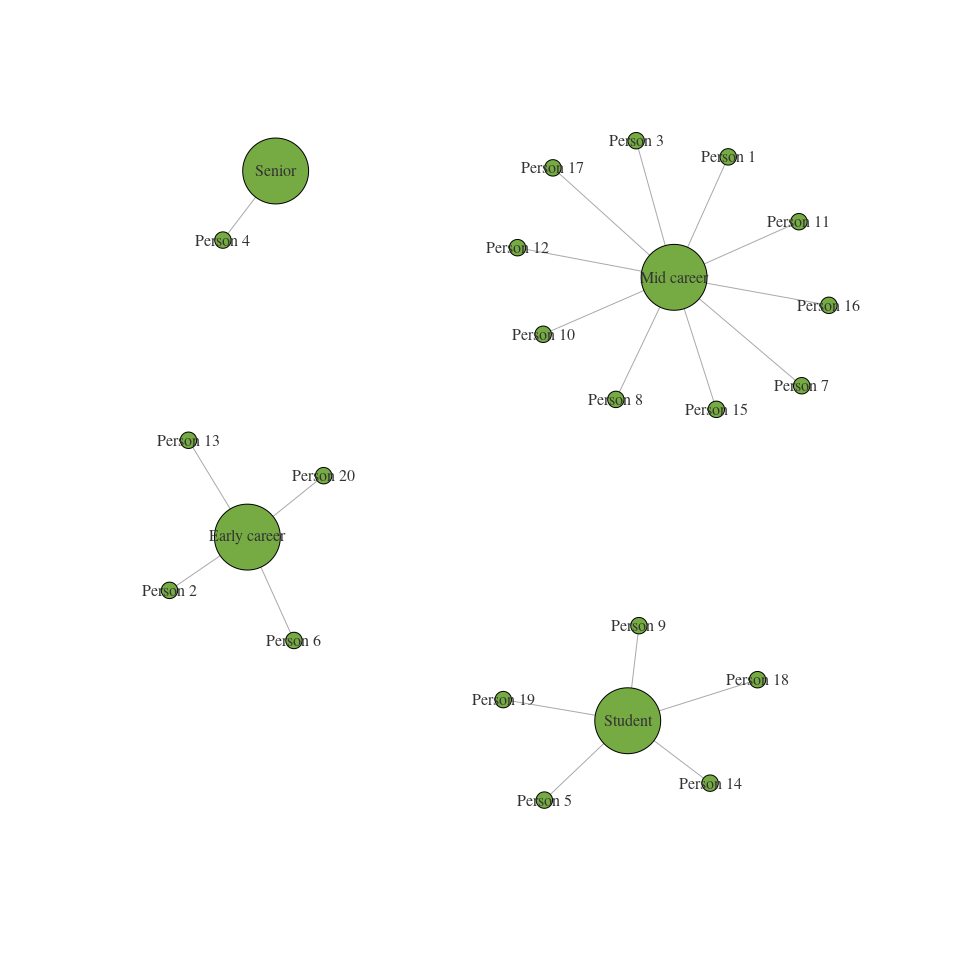 Senior
Person 4
Person 3
Person 1
Person 17
Person 11
Person 12
Mid career
Person 16
Person 10
Person 7
Person 8
Person 15
Person 13
Person 20
Early career
Person 2
Person 6
Person 9
Person 18
Person 19
Student
Person 14
Person 5